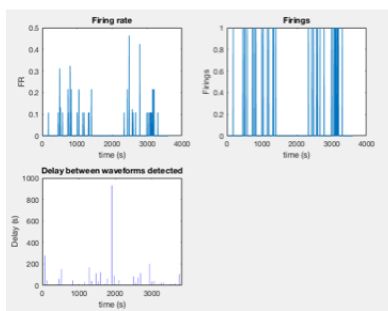 Firing rate
0.5
0.4
0.3
0.2
0.1
0
FR
0 1000 2000 3000 4000
time (s)
Firings
1
0.8
0.6
0.4
0.2
0
Firings
0 1000 2000 3000 4000
time (s)
Delay between waveforms detected
1000
800
600
400
200
0
Delay (s)
0 1000 2000 3000
time (s)